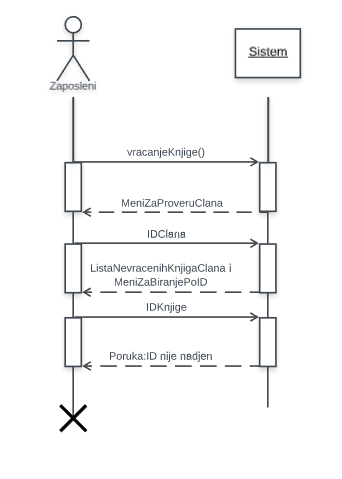 Zaposleni
Sistem
vracanjeKnjige()
MeniZaProveruClana
IDClana
ListaNevracenihKnjigaClana i
MeniZaBiranjePoID
IDKnjige
Poruka:ID nije nadjen